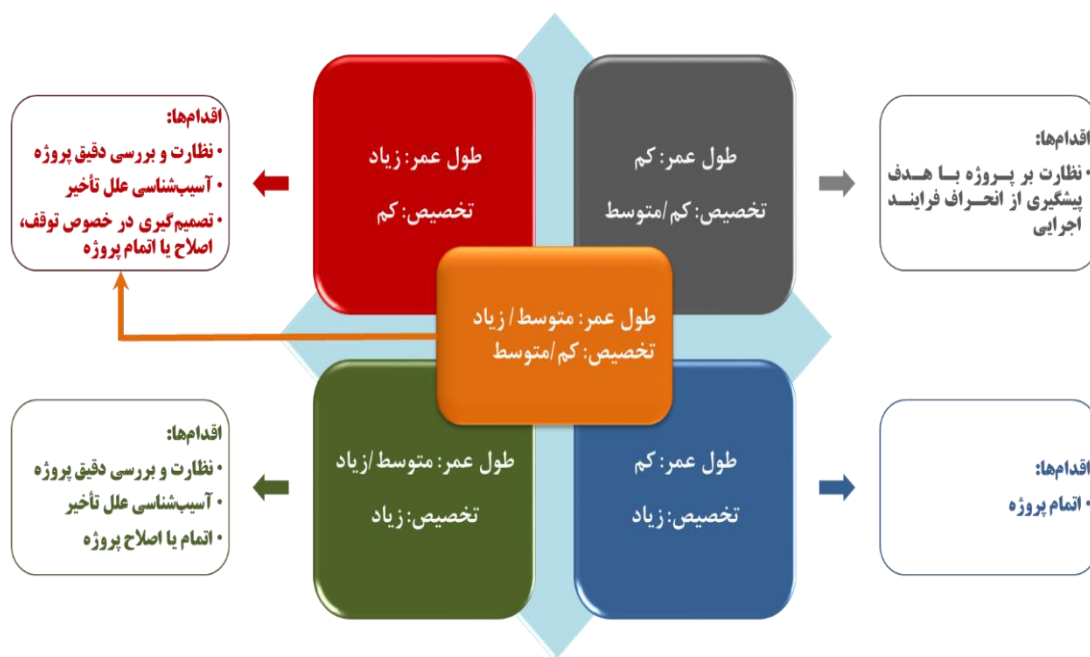 طول عمر: کم
تخصیص: کم/متوسط
اقدام‌ها:
• نظارت بر پروژه با هدف
پیشگیری از انحراف فرایند
اجرایی
طول عمر: زیاد
تخصیص: کم
اقدام‌ها:
• نظارت و بررسی دقیق پروژه
• آسیب‌شناسی علل تأخیر
• تصمیم‌گیری در خصوص توقف،
اصلاح یا اتمام پروژه
طول عمر: متوسط/ زیاد
تخصیص: کم/متوسط
طول عمر: کم
تخصیص: زیاد
اقدام‌ها:
• اتمام پروژه
طول عمر: متوسط/زیاد
تخصیص: زیاد
اقدام‌ها:
• نظارت و بررسی دقیق پروژه
• آسیب‌شناسی علل تأخیر
• اتمام یا اصلاح پروژه